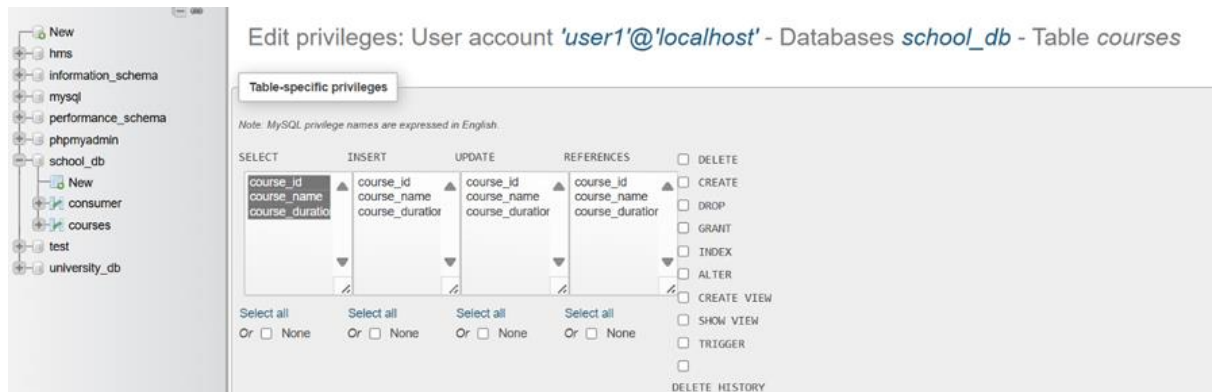 New
hms
information_schema
mysql
performance_schema
phpmyadmin
school_db
New
consumer
courses
test
university_db
Edit privileges: User account 'user1'@'localhost' - Databases school_db - Table courses
Table-specific privileges
Note: MySQL privilege names are expressed in English.
SELECT INSERT UPDATE REFERENCES
course_id course_id course_id course_id
course_name course_name course_name course_name
course_duratio course_duration course_duration course_duration
Select all Select all Select all Select all
Or None Or None Or None Or None
DELETE
CREATE
DROP
GRANT
INDEX
ALTER
CREATE VIEW
SHOW VIEW
TRIGGER
DELETE HISTORY